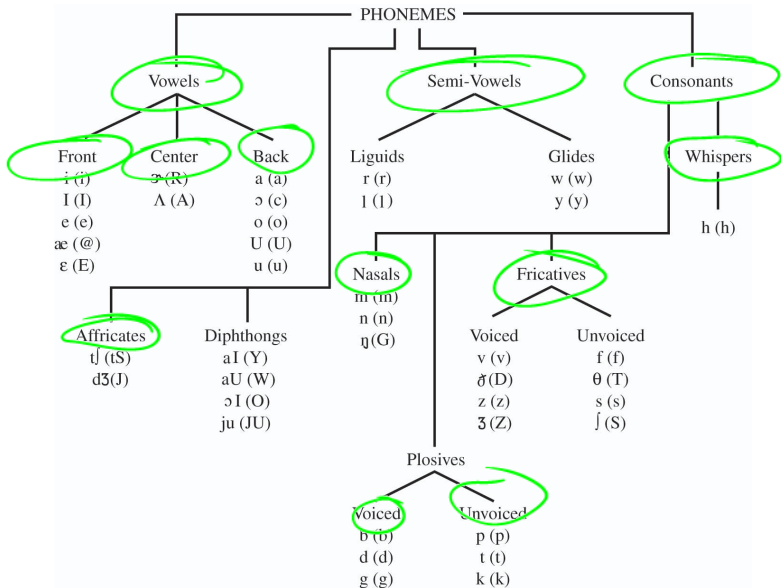 PHONEMES
Vowels
Semi-Vowels
Consonants
Front
Center
Back
Liguids
Glides
Whispers
i (i)
ɝ (R)
a (a)
r (r)
w (w)
I (I)
Λ (A)
ɔ (c)
l (l)
y (y)
e (e)
o (o)
h (h)
æ (@)
U (U)
ɛ (E)
u (u)
Nasals
Fricatives
m (m)
n (n)
ŋ(G)
Affricates
Diphthongs
Voiced
Unvoiced
tʃ (tS)
aI (Y)
v (v)
f (f)
dʒ(J)
aU (W)
ð(D)
θ (T)
ɔI (O)
z (z)
s (s)
ju (JU)
ʒ (Z)
ʃ (S)
Plosives
Voiced
Unvoiced
b (b)
p (p)
d (d)
t (t)
g (g)
k (k)